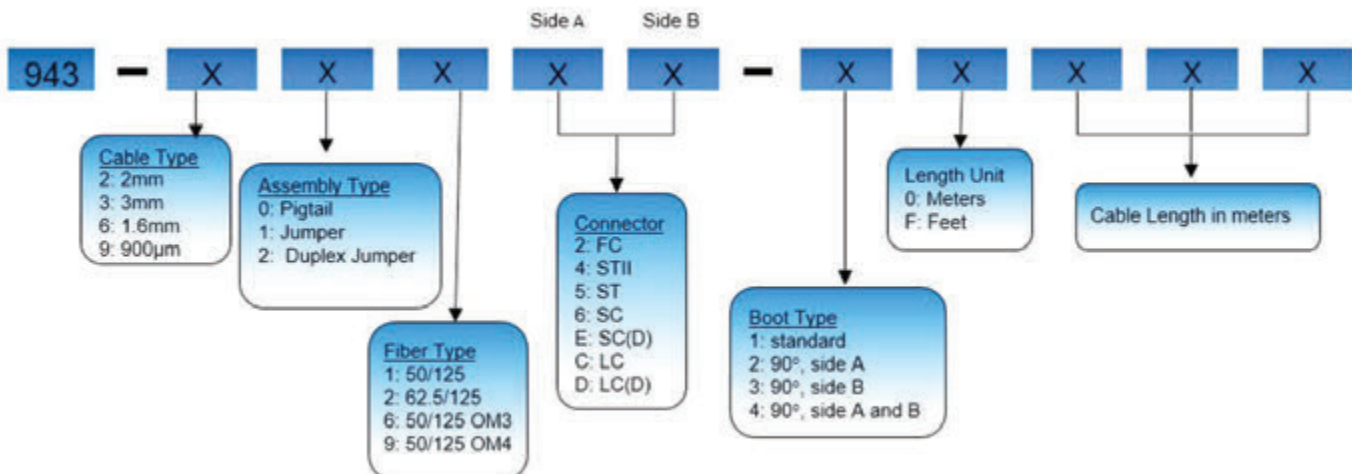 Side A Side B
943 – X X X X X – X X X X X
Cable Type
2: 2mm
3: 3mm
6: 1.6mm
9: 900µm
Assembly Type
0: Pigtail
1: Jumper
2: Duplex Jumper
Fiber Type
1: 50/125
2: 62.5/125
6: 50/125 OM3
9: 50/125 OM4
Connector
2: FC
4: STII
5: ST
6: SC
E: SC(D)
C: LC
D: LC(D)
Boot Type
1: standard
2: 90°, side A
3: 90°, side B
4: 90°, side A and B
Length Unit
0: Meters
F: Feet
Cable Length in meters